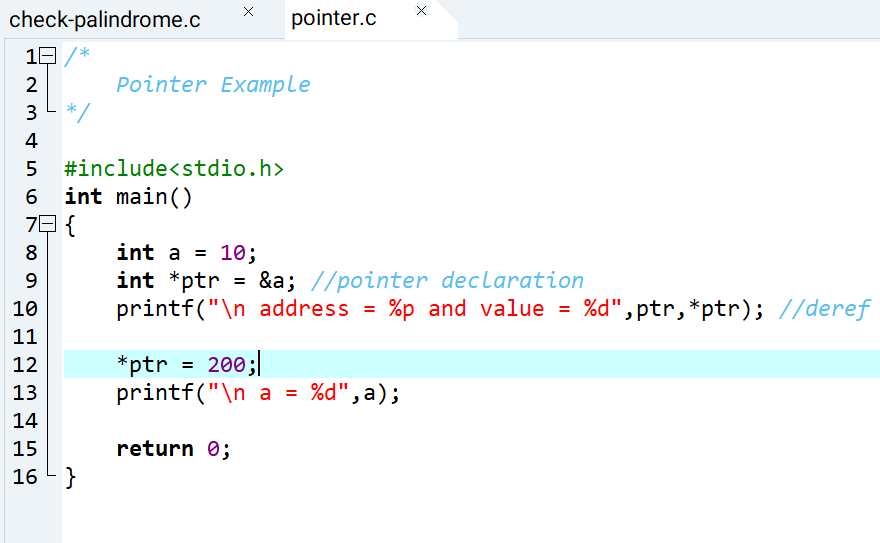 check-palindrome.c × pointer.c ×
1 /*
2     Pointer Example
3 */
4
5 #include<stdio.h>
6 int main()
7 {
8     int a = 10;
9     int *ptr = &a; //pointer declaration
10     printf("\n address = %p and value = %d",ptr,*ptr); //deref
11
12     *ptr = 200;
13     printf("\n a = %d",a);
14
15     return 0;
16 }